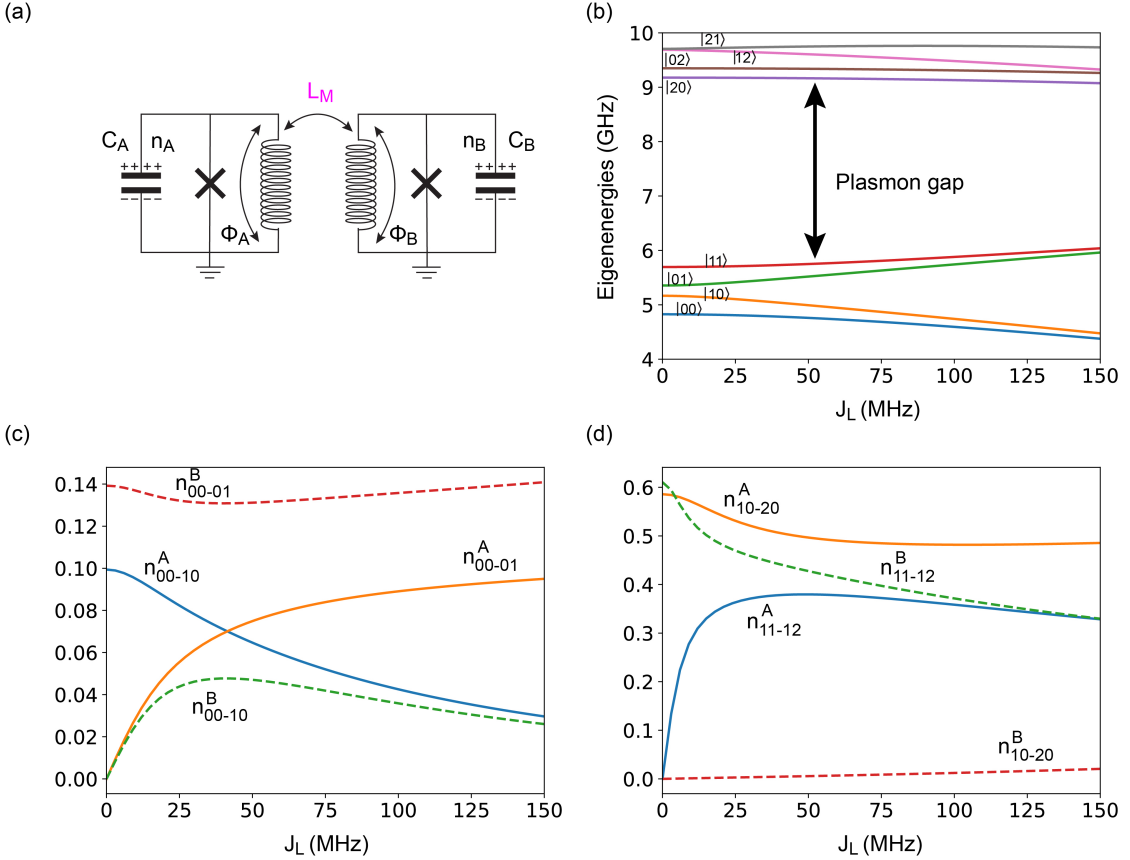 (a)
L_M
C_A n_A
n_B C_B
++++
++++
Φ_A
Φ_B
(b)
Eigenenergies (GHz)
10
9
8
7
6
5
4
|21⟩
|02⟩
|12⟩
|20⟩
Plasmon gap
|11⟩
|01⟩
|10⟩
|00⟩
0 25 50 75 100 125 150
J_L (MHz)
(c)
0.14
0.12
0.10
0.08
0.06
0.04
0.02
0.00
n^B_00-01
n^A_00-10
n^A_00-01
n^B_00-10
0 25 50 75 100 125 150
J_L (MHz)
(d)
0.6
0.5
0.4
0.3
0.2
0.1
0.0
n^A_10-20
n^B_11-12
n^A_11-12
n^B_10-20
0 25 50 75 100 125 150
J_L (MHz)